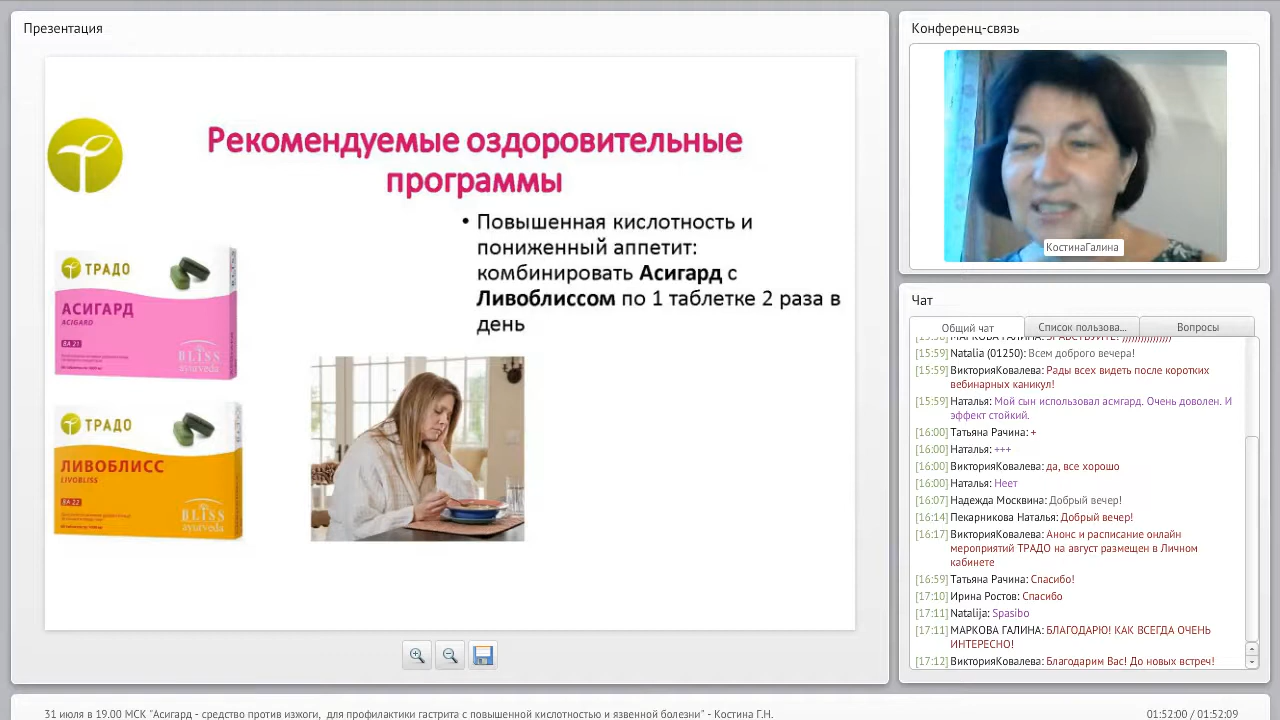 Презентация
Рекомендуемые оздоровительные
программы
• Повышенная кислотность и
пониженный аппетит:
комбинировать Асигард с
Ливоблиссом по 1 таблетке 2 раза в
день
ТРАДО
АСИГАРД
ACIGARD
BA 21
BLISS
ayurveda
ТРАДО
ЛИВОБЛИСС
LIVOBLISS
BA 22
BLISS
ayurveda
Конференц-связь
КостинаГалина
Чат
Общий чат
Список пользова...
Вопросы
[15:59] Natalia (01250): Всем доброго вечера!
[15:59] ВикторияКовалева: Рады всех видеть после коротких
вебинарных каникул!
[15:59] Наталья: Мой сын использовал асмгард. Очень доволен. И
эффект стойкий.
[16:00] Татьяна Рачина: +
[16:00] Наталья: +++
[16:00] ВикторияКовалева: да, все хорошо
[16:00] Наталья: Неет
[16:07] Надежда Москвина: Добрый вечер!
[16:14] Пекарникова Наталья: Добрый вечер!
[16:17] ВикторияКовалева: Анонс и расписание онлайн
мероприятий ТРАДО на август размещен в Личном
кабинете
[16:59] Татьяна Рачина: Спасибо!
[17:10] Ирина Ростов: Спасибо
[17:11] Natalija: Spasibo
[17:11] МАРКОВА ГАЛИНА: БЛАГОДАРЮ! КАК ВСЕГДА ОЧЕНЬ
ИНТЕРЕСНО!
[17:12] ВикторияКовалева: Благодарим Вас! До новых встреч!
31 июля в 19.00 МСК "Асигард - средство против изжоги, для профилактики гастрита с повышенной кислотностью и язвенной болезни" - Костина Г.Н.
01:52:00 / 01:52:09